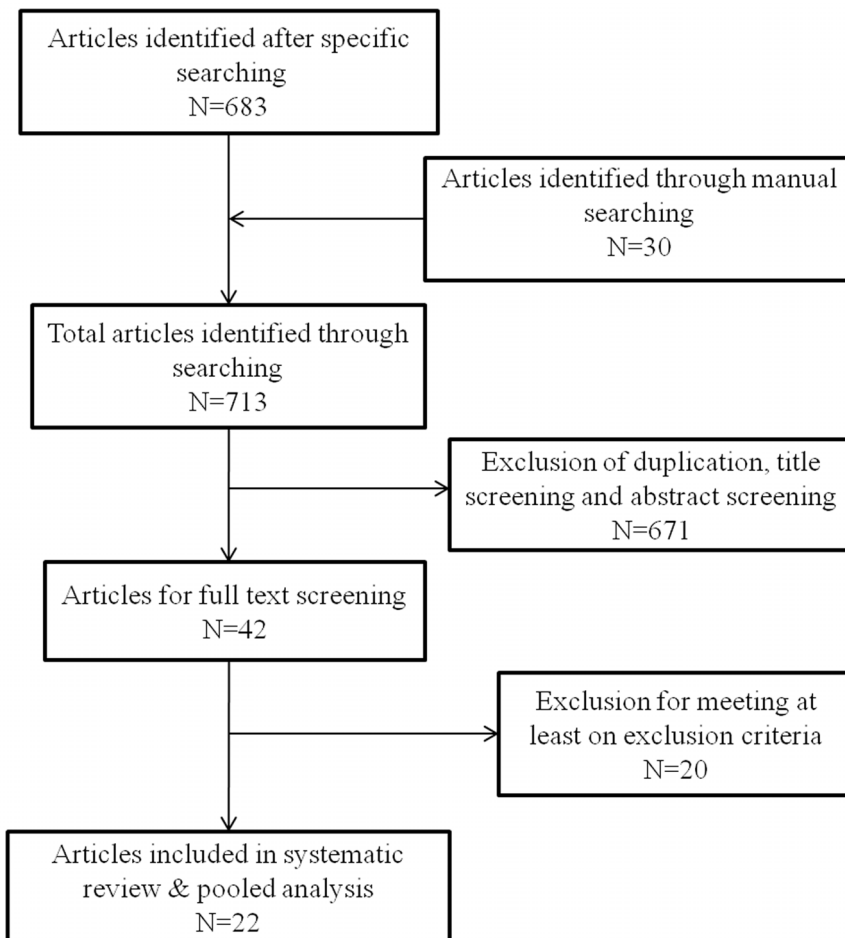 Articles identified after specific
searching
N=683
Articles identified through manual
searching
N=30
Total articles identified through
searching
N=713
Exclusion of duplication, title
screening and abstract screening
N=671
Articles for full text screening
N=42
Exclusion for meeting at
least on exclusion criteria
N=20
Articles included in systematic
review & pooled analysis
N=22